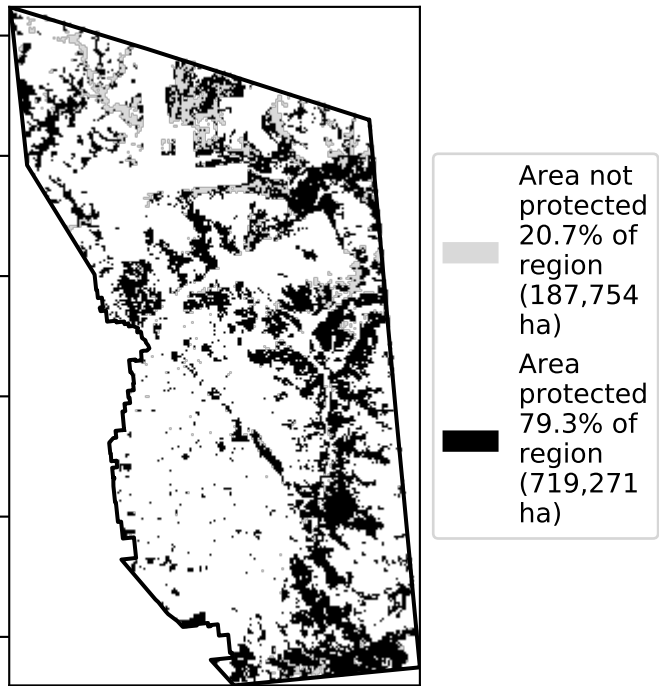 Area not
protected
20.7% of
region
(187,754
ha)
Area
protected
79.3% of
region
(719,271
ha)